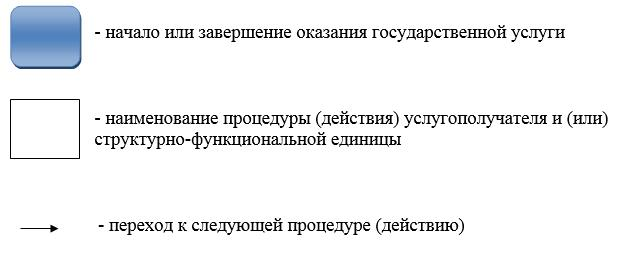 - начало или завершение оказания государственной услуги
- наименование процедуры (действия) услугополучателя и (или)
структурно-функциональной единицы
- переход к следующей процедуре (действию)